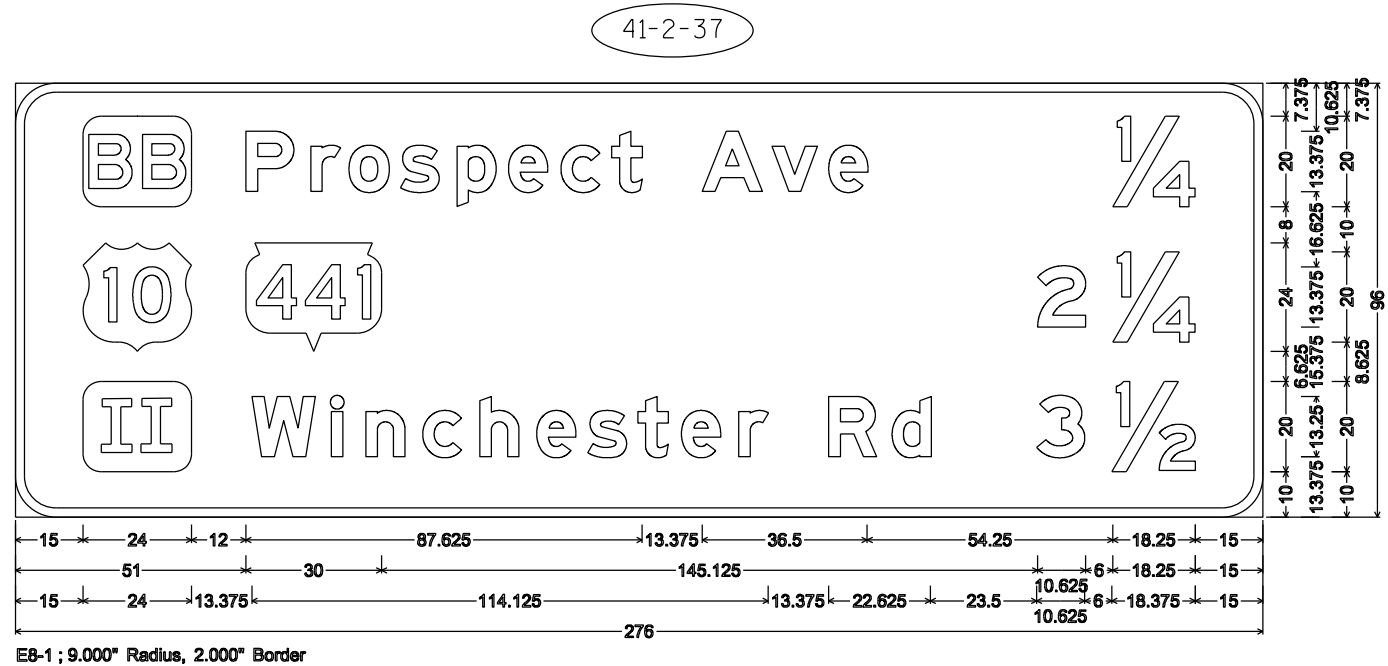 41-2-37
BB Prospect Ave 1/4
10 441 2 1/4
II Winchester Rd 3 1/2
7.375 20 8 24 6.625 20 10
13.375 16.625 13.375 15.375 13.25 13.375
10.625
7.375 20 10 20 8.625 20 10
96
15 24 12 87.625 13.375 36.5 54.25 18.25 15
51 30 145.125 10.625 6 18.25 15
15 24 13.375 114.125 13.375 22.625 23.5 10.625 6 18.375 15
276
E8-1 ; 9.000" Radius, 2.000" Border